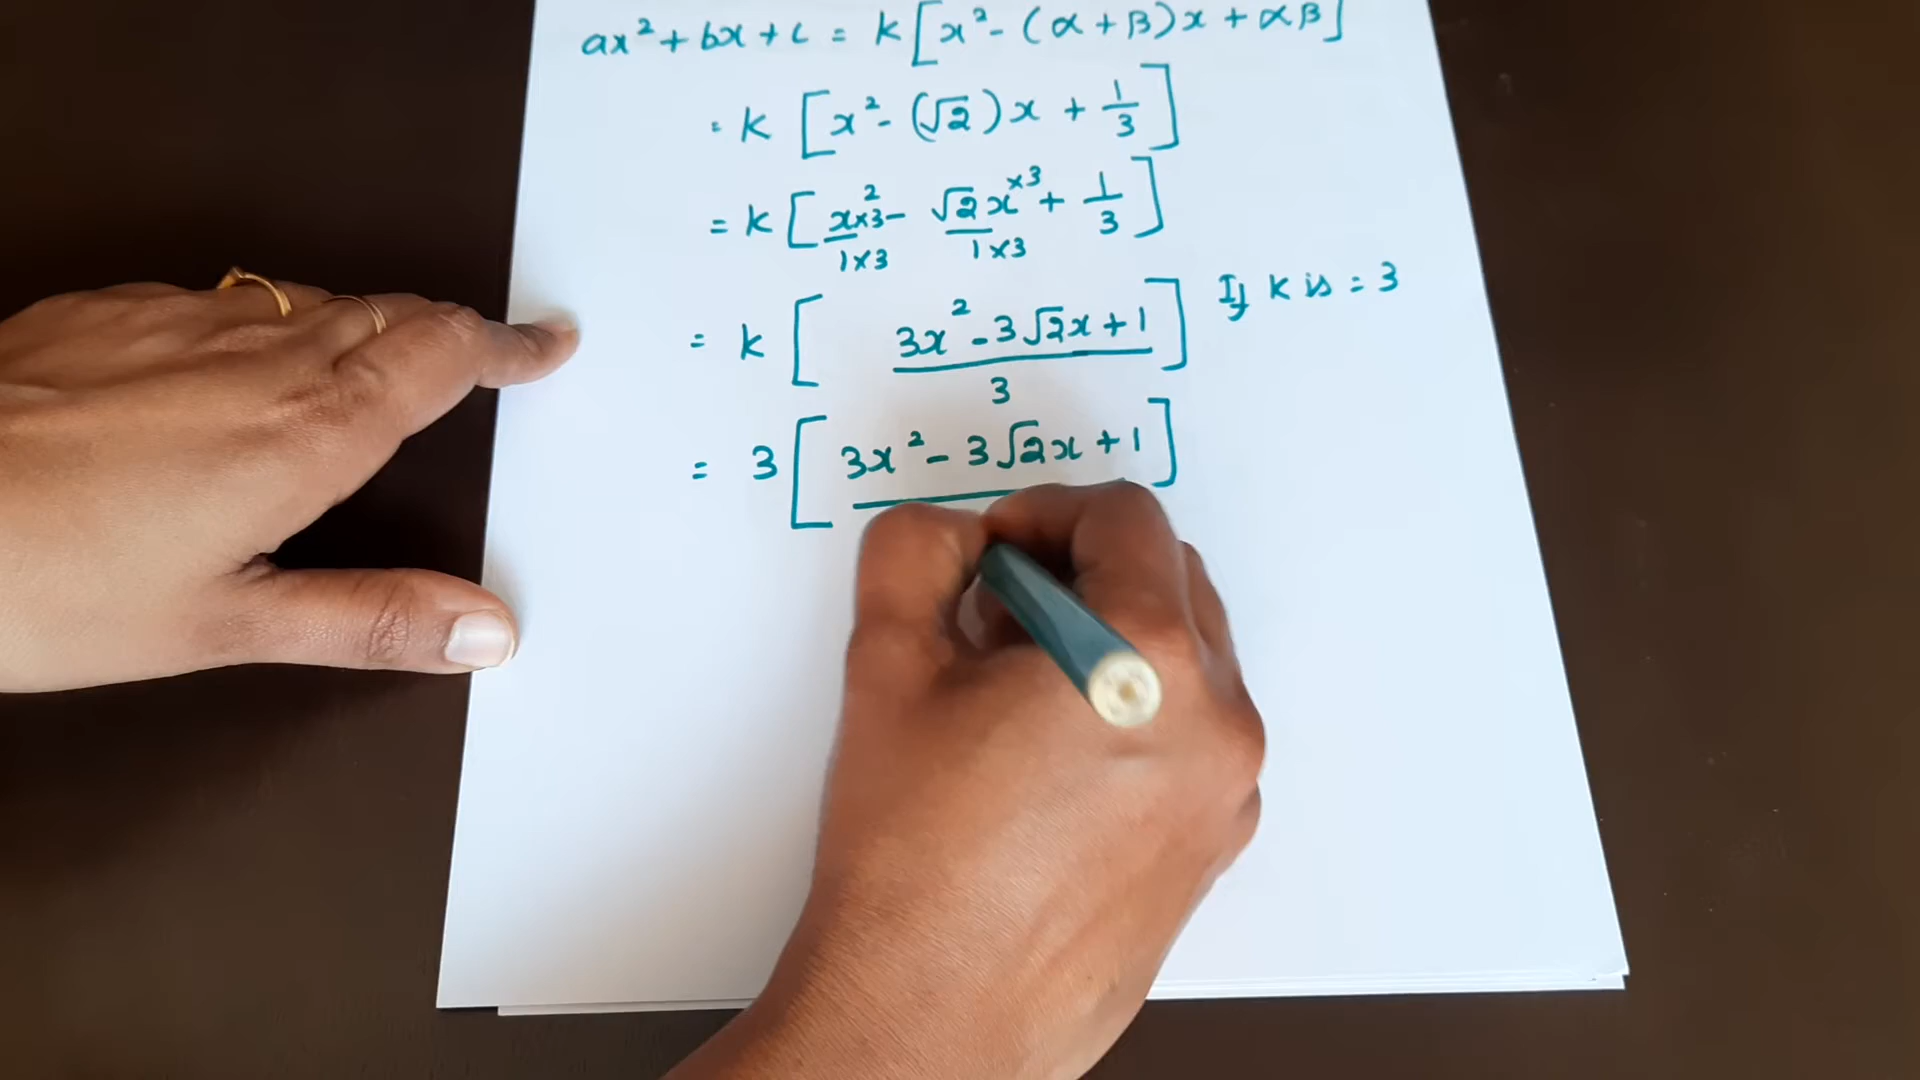 ax² + bx + c = k [x² - (α + β)x + αβ]
= k [x² - (√2)x + 1/3]
= k [x²×3/1×3 - √2x×3/1×3 + 1/3]
= k [3x² - 3√2x + 1/3] If k is = 3
= 3 [3x² - 3√2x + 1]